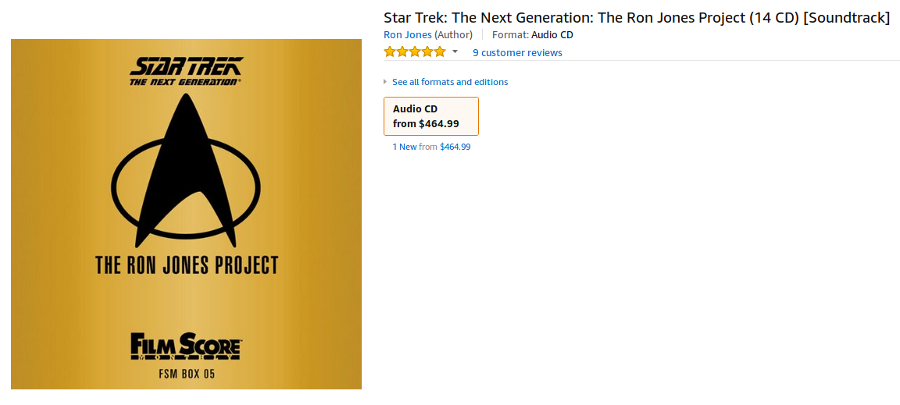 Star Trek: The Next Generation: The Ron Jones Project (14 CD) [Soundtrack]
Ron Jones (Author) | Format: Audio CD
9 customer reviews
See all formats and editions
Audio CD
from $464.99
1 New from $464.99
STAR TREK
THE NEXT GENERATION
THE RON JONES PROJECT
FILM SCORE
MONTHLY
FSM BOX 05